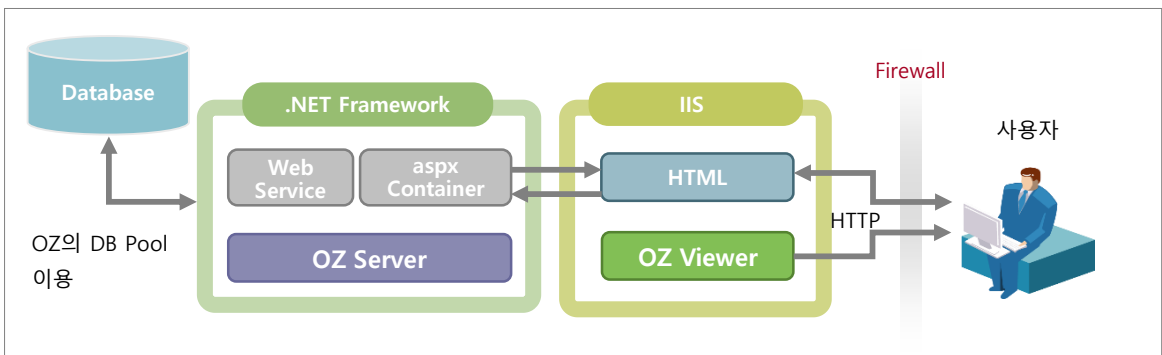 Database
OZ의 DB Pool
이용
.NET Framework
Web
Service
aspx
Container
OZ Server
IIS
HTML
OZ Viewer
HTTP
Firewall
사용자